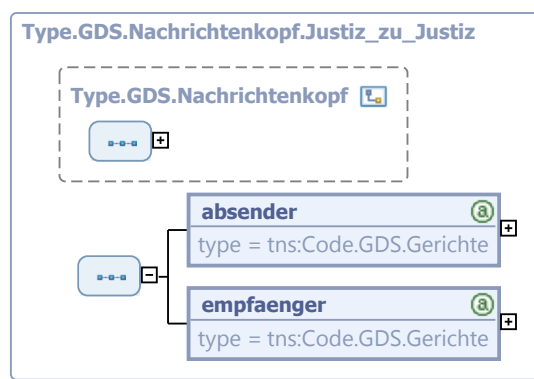 Type.GDS.Nachrichtenkopf.Justiz_zu_Justiz
Type.GDS.Nachrichtenkopf
absender
type = tns:Code.GDS.Gerichte
empfaenger
type = tns:Code.GDS.Gerichte